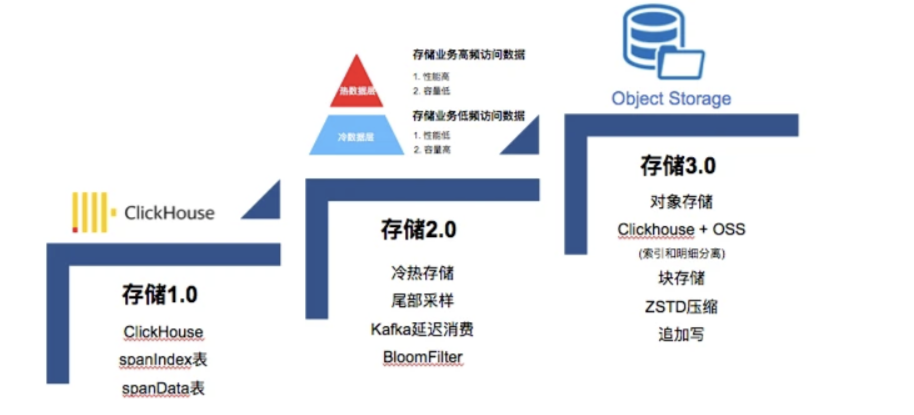 ClickHouse
存储1.0
ClickHouse
spanIndex表
spanData表
热数据层
冷数据层
存储业务高频访问数据
1. 性能高
2. 容量低
存储业务低频访问数据
1. 性能低
2. 容量高
存储2.0
冷热存储
尾部采样
Kafka延迟消费
BloomFilter
Object Storage
存储3.0
对象存储
Clickhouse + OSS
(索引和明细分离)
块存储
ZSTD压缩
追加写